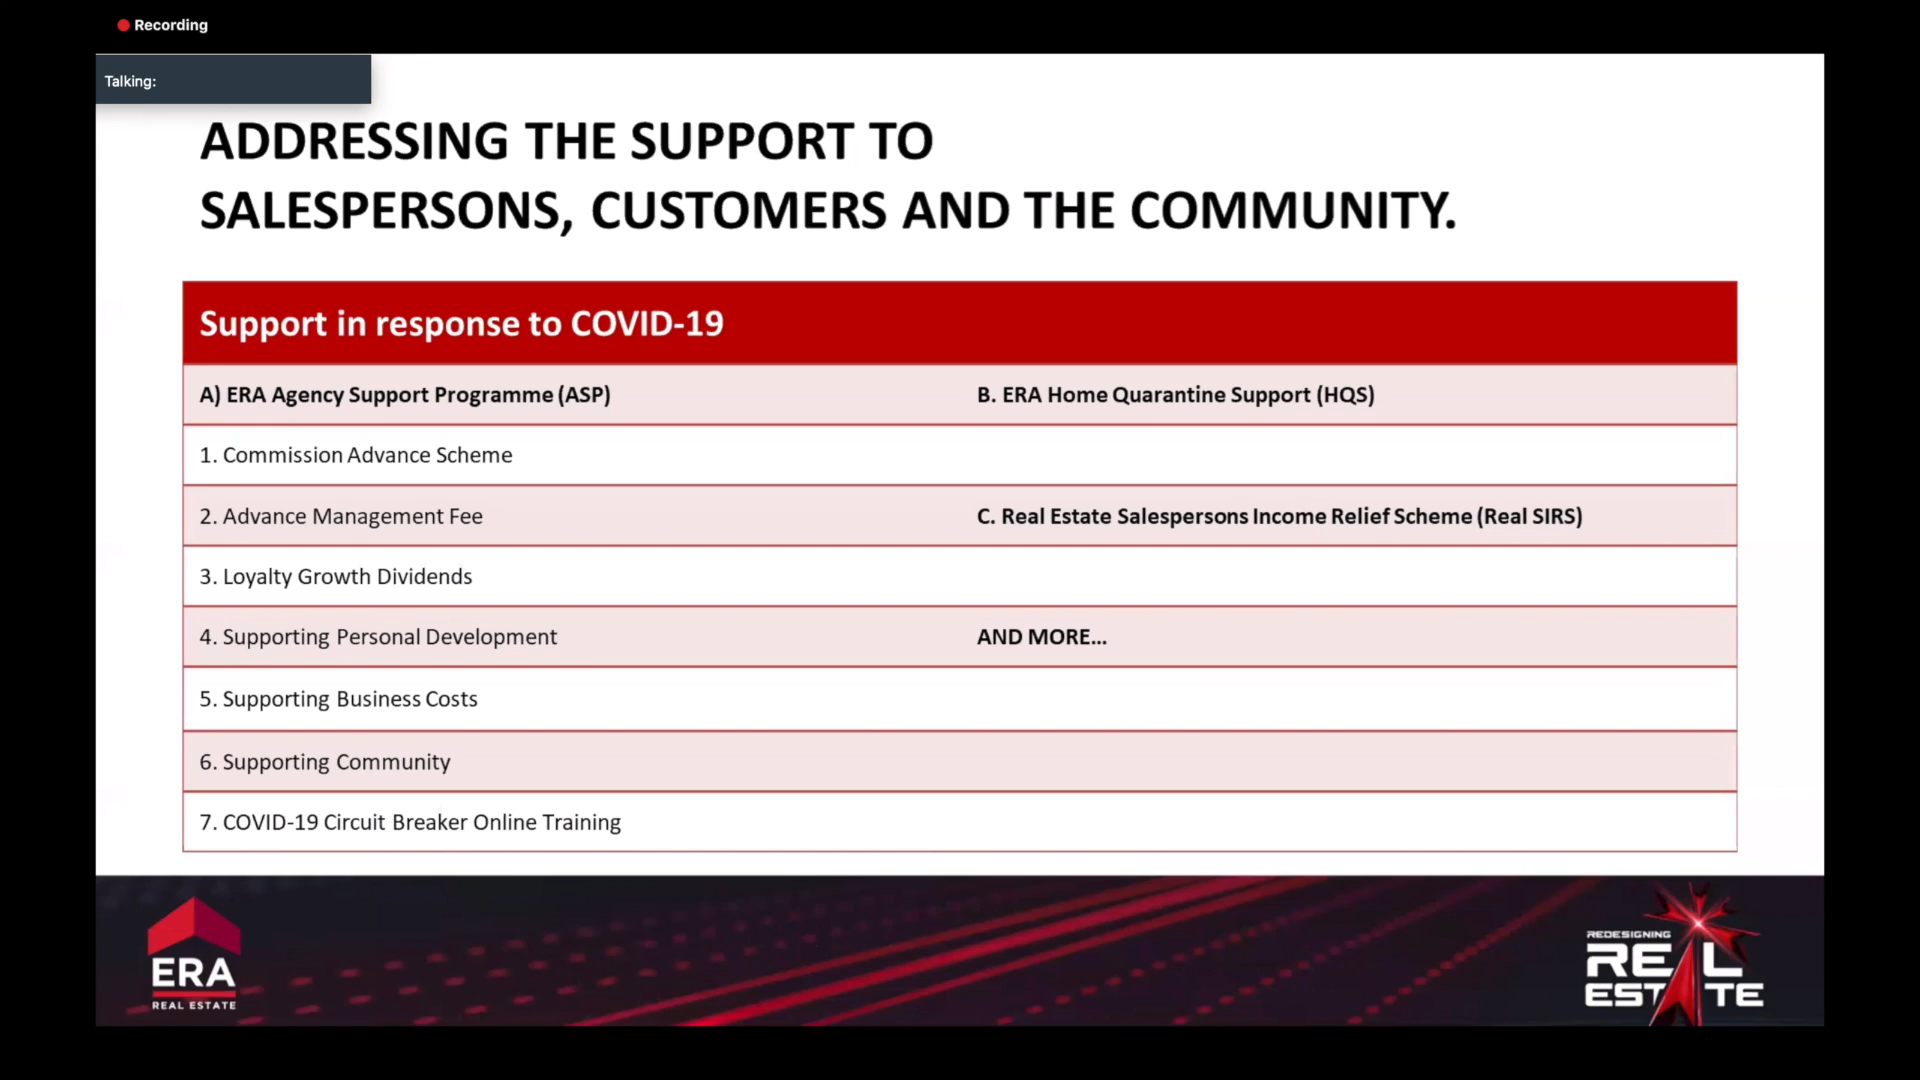 Recording
Talking:
ADDRESSING THE SUPPORT TO
SALESPERSONS, CUSTOMERS AND THE COMMUNITY.
Support in response to COVID-19
A) ERA Agency Support Programme (ASP)
B. ERA Home Quarantine Support (HQS)
1. Commission Advance Scheme
2. Advance Management Fee
C. Real Estate Salespersons Income Relief Scheme (Real SIRS)
3. Loyalty Growth Dividends
4. Supporting Personal Development
AND MORE...
5. Supporting Business Costs
6. Supporting Community
7. COVID-19 Circuit Breaker Online Training
ERA
REAL ESTATE
REDESIGNING
REAL
ESTATE